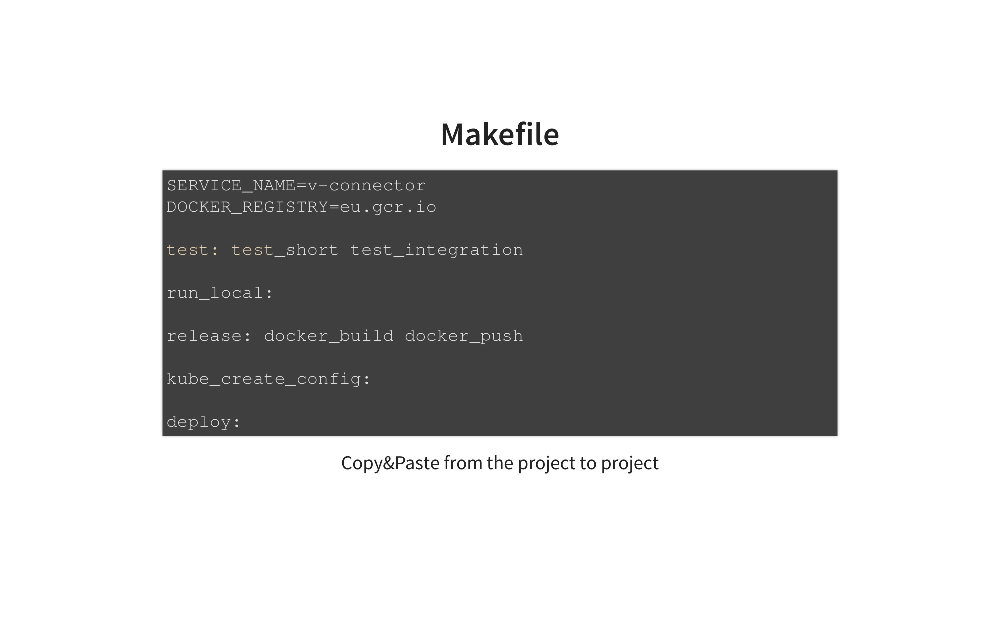 Makefile
SERVICE_NAME=v-connector
DOCKER_REGISTRY=eu.gcr.io
test: test_short test_integration
run_local:
release: docker_build docker_push
kube_create_config:
deploy:
Copy&Paste from the project to project